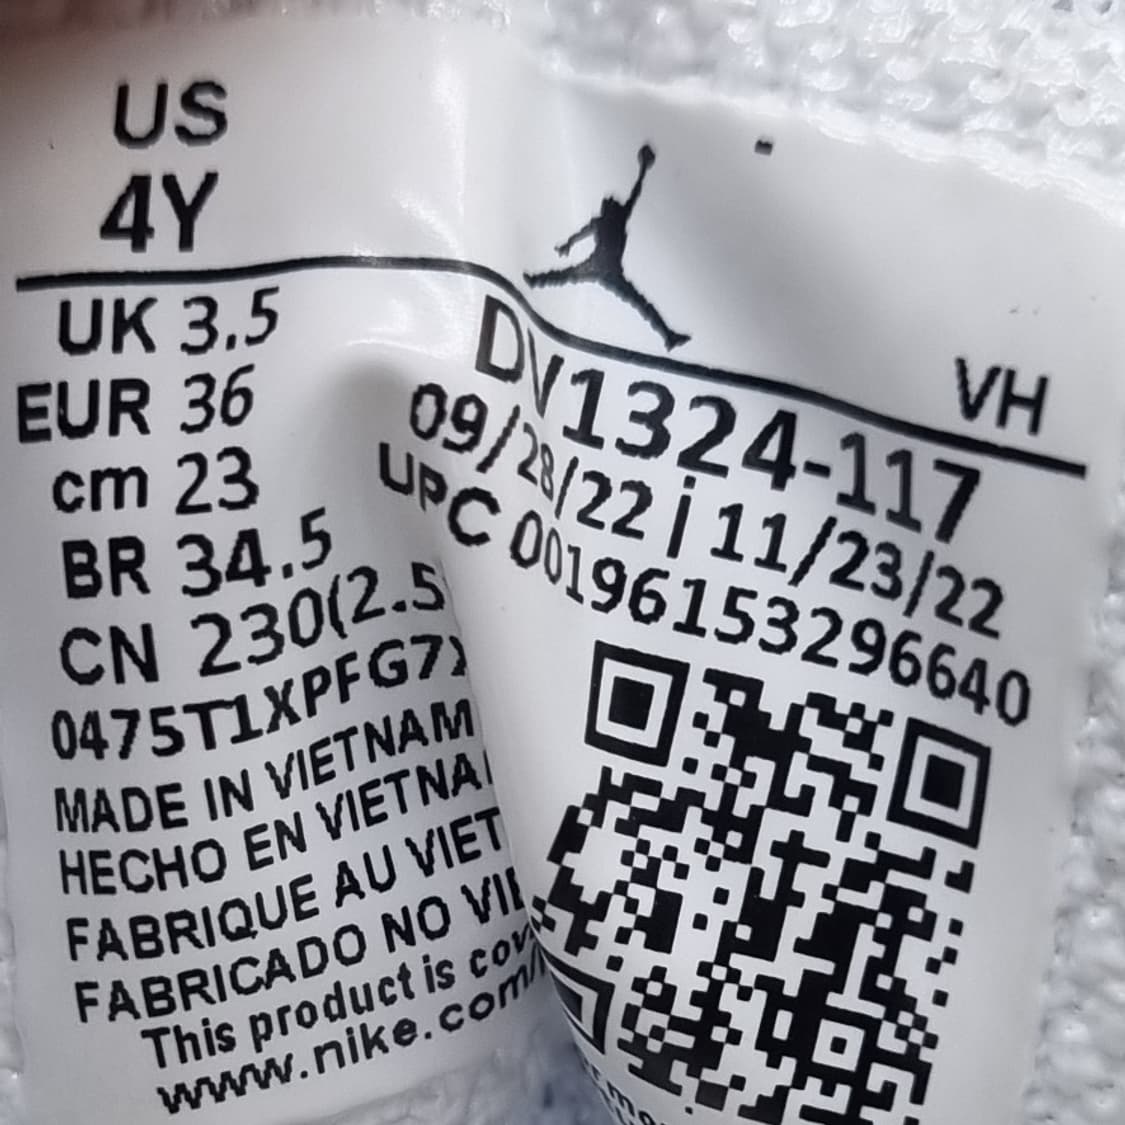 US
4Y
UK 3.5
EUR 36
cm 23
BR 34.5
CN 230(2.5
0475T1XPFG7
MADE IN VIETNAM
HECHO EN VIETNA
FABRIQUE AU VIET
FABRICADO NO VIE
This product is cov
www.nike.com/
VH
DV1324-117
09/28/22 | 11/23/22
UPC 00196153296640